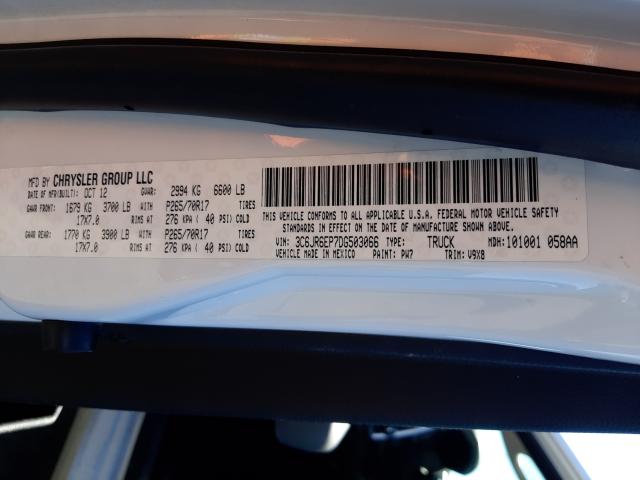 MFD BY CHRYSLER GROUP LLC
DATE OF MFR(BUILT): OCT 12 GVWR: 2994 KG 6600 LB
GAWR FRONT: 1679 KG 3700 LB WITH P265/70R17 TIRES
17X7.0 RIMS AT 276 KPA ( 40 PSI) COLD
GAWR REAR: 1770 KG 3900 LB WITH P265/70R17 TIRES
17X7.0 RIMS AT 276 KPA ( 40 PSI) COLD
THIS VEHICLE CONFORMS TO ALL APPLICABLE U.S.A. FEDERAL MOTOR VEHICLE SAFETY
STANDARDS IN EFFECT ON THE DATE OF MANUFACTURE SHOWN ABOVE.
VIN: 3C6JR6EP7DG503066 TYPE: TRUCK MDH: 101001 058AA
VEHICLE MADE IN MEXICO PAINT: PW7 TRIM: V9X8